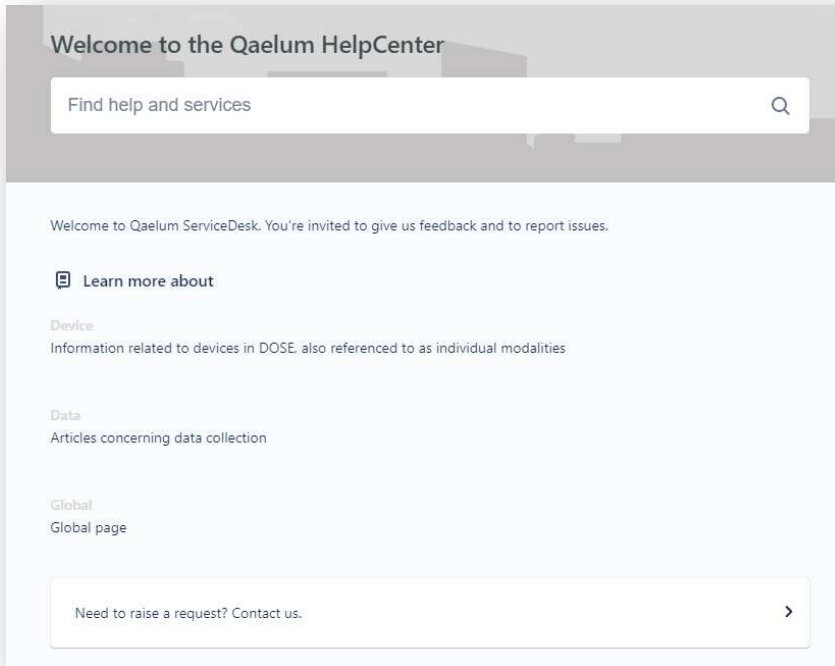 Welcome to the Qaelum HelpCenter
Find help and services
Welcome to Qaelum ServiceDesk. You're invited to give us feedback and to report issues.
Learn more about
Device
Information related to devices in DOSE, also referenced to as individual modalities
Data
Articles concerning data collection
Global
Global page
Need to raise a request? Contact us.